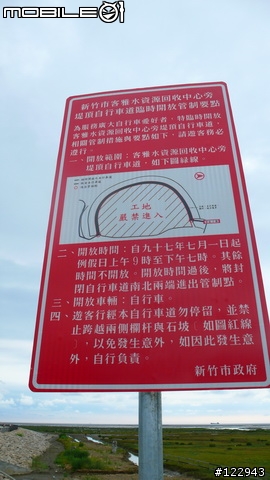 MOBILE01
新竹市客雅水資源回收中心旁
堤頂自行車道臨時開放管制要點
為服務廣大自行車愛好者,特臨時開放
客雅水資源回收中心旁堤頂自行車道,
相關管制措施與要點如下,請遊客務必
遵行。
一、開放範圍:客雅水資源回收中心旁
堤頂自行車道,如下圖綠線。
工地
嚴禁進入
二、開放時間:自九十七年七月一日起
例假日上午9時至下午七時。其餘
時間不開放。開放時間過後,將封
閉自行車道南北兩端進出管制點。
三、開放車輛:自行車。
四、遊客行經本自行車道勿停留,並禁
止跨越兩側欄杆與石坡(如圖紅線
),以免發生意外,如因此發生意
外,自行負責。
新竹市政府
#122943